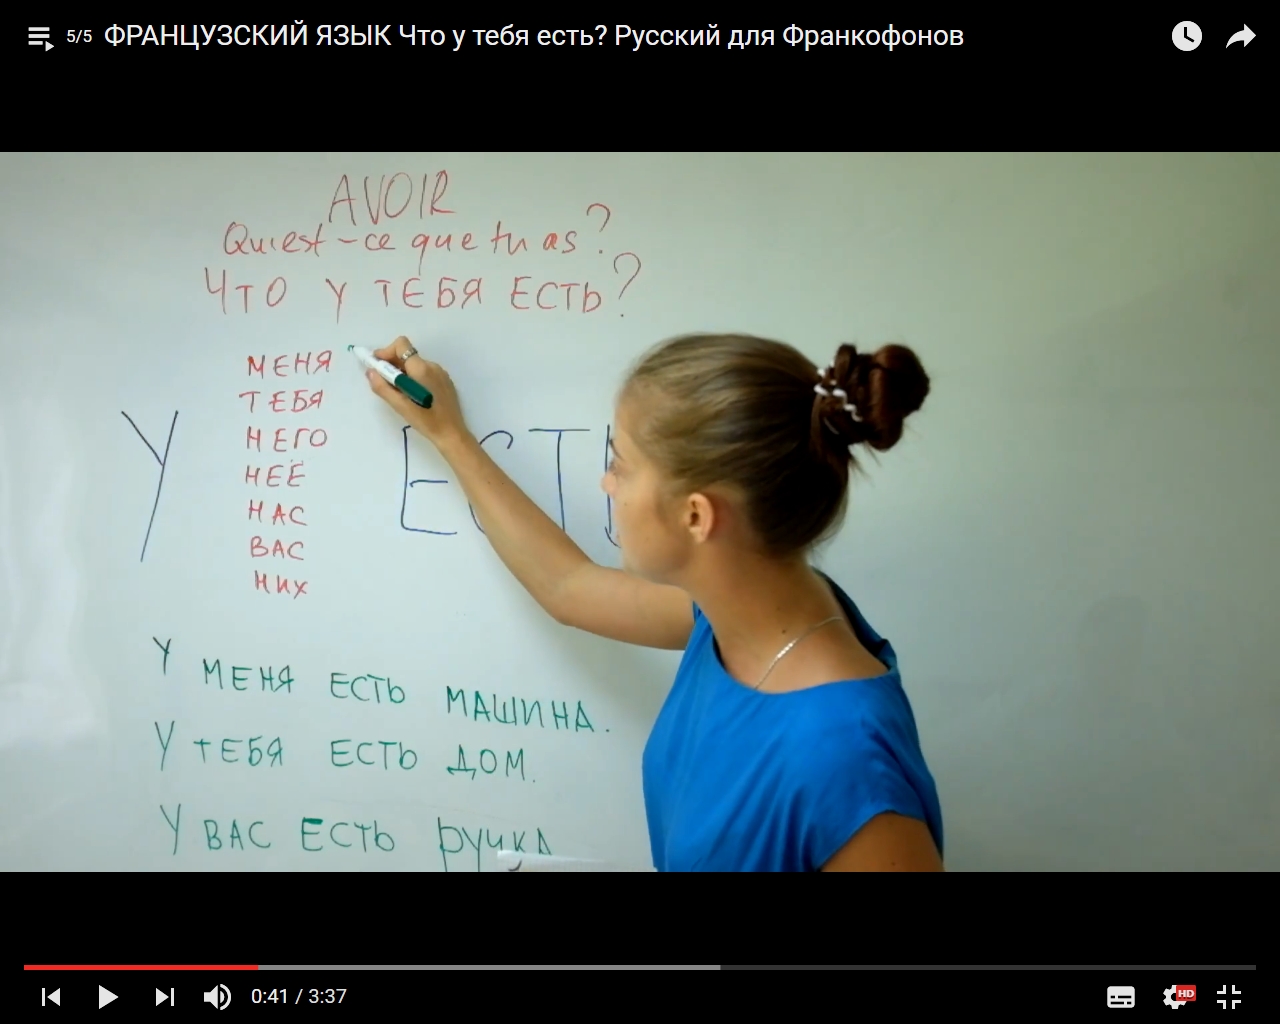 5/5 ФРАНЦУЗСКИЙ ЯЗЫК Что у тебя есть? Русский для Франкофонов
AVOIR
Qu'est-ce que tu as?
ЧТО У ТЕБЯ ЕСТЬ?
МЕНЯ
ТЕБЯ
НЕГО
У НЕЁ ЕСТЬ
НАС
ВАС
НИХ
У МЕНЯ ЕСТЬ МАШИНА.
У ТЕБЯ ЕСТЬ ДОМ.
У ВАС ЕСТЬ РУЧКА
0:41 / 3:37
HD